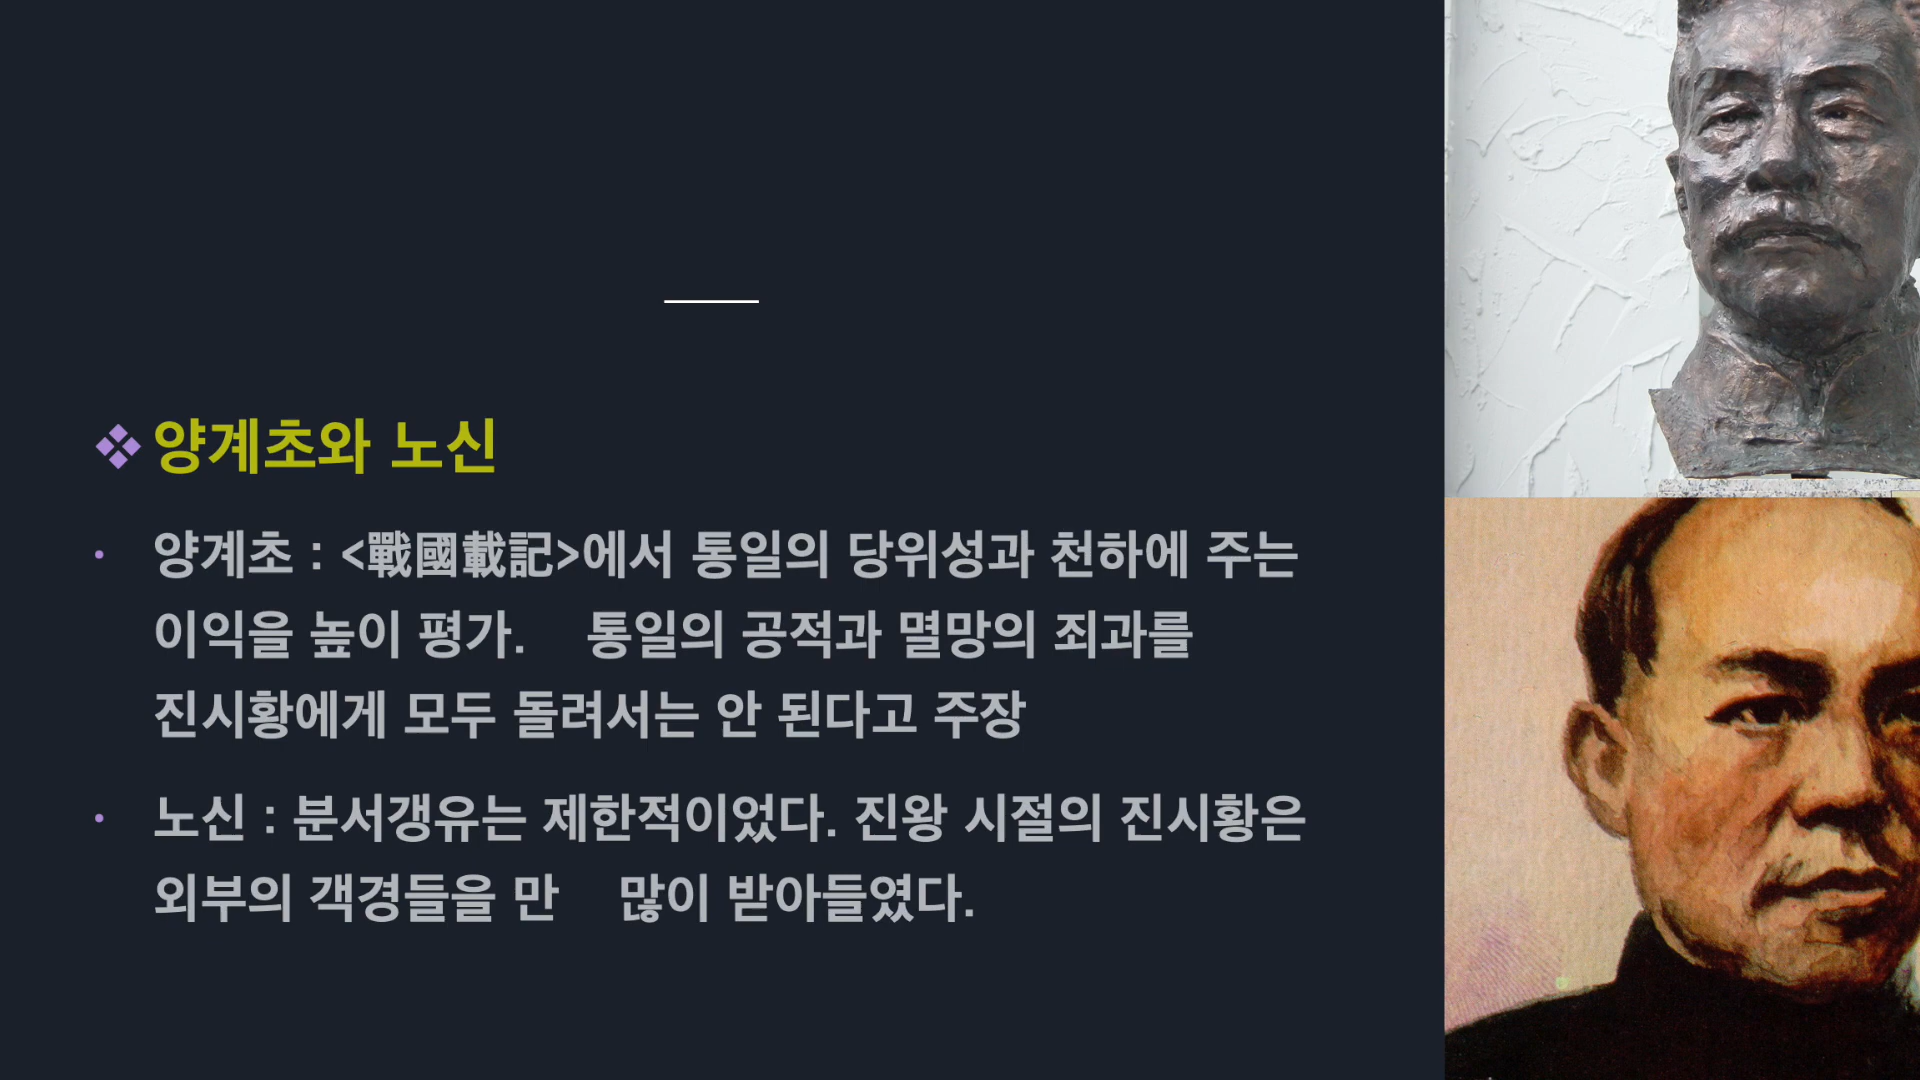 ❖ 양계초와 노신
• 양계초 : <戰國載記>에서 통일의 당위성과 천하에 주는
이익을 높이 평가. 통일의 공적과 멸망의 죄과를
진시황에게 모두 돌려서는 안 된다고 주장
• 노신 : 분서갱유는 제한적이었다. 진왕 시절의 진시황은
외부의 객경들을 만 많이 받아들였다.